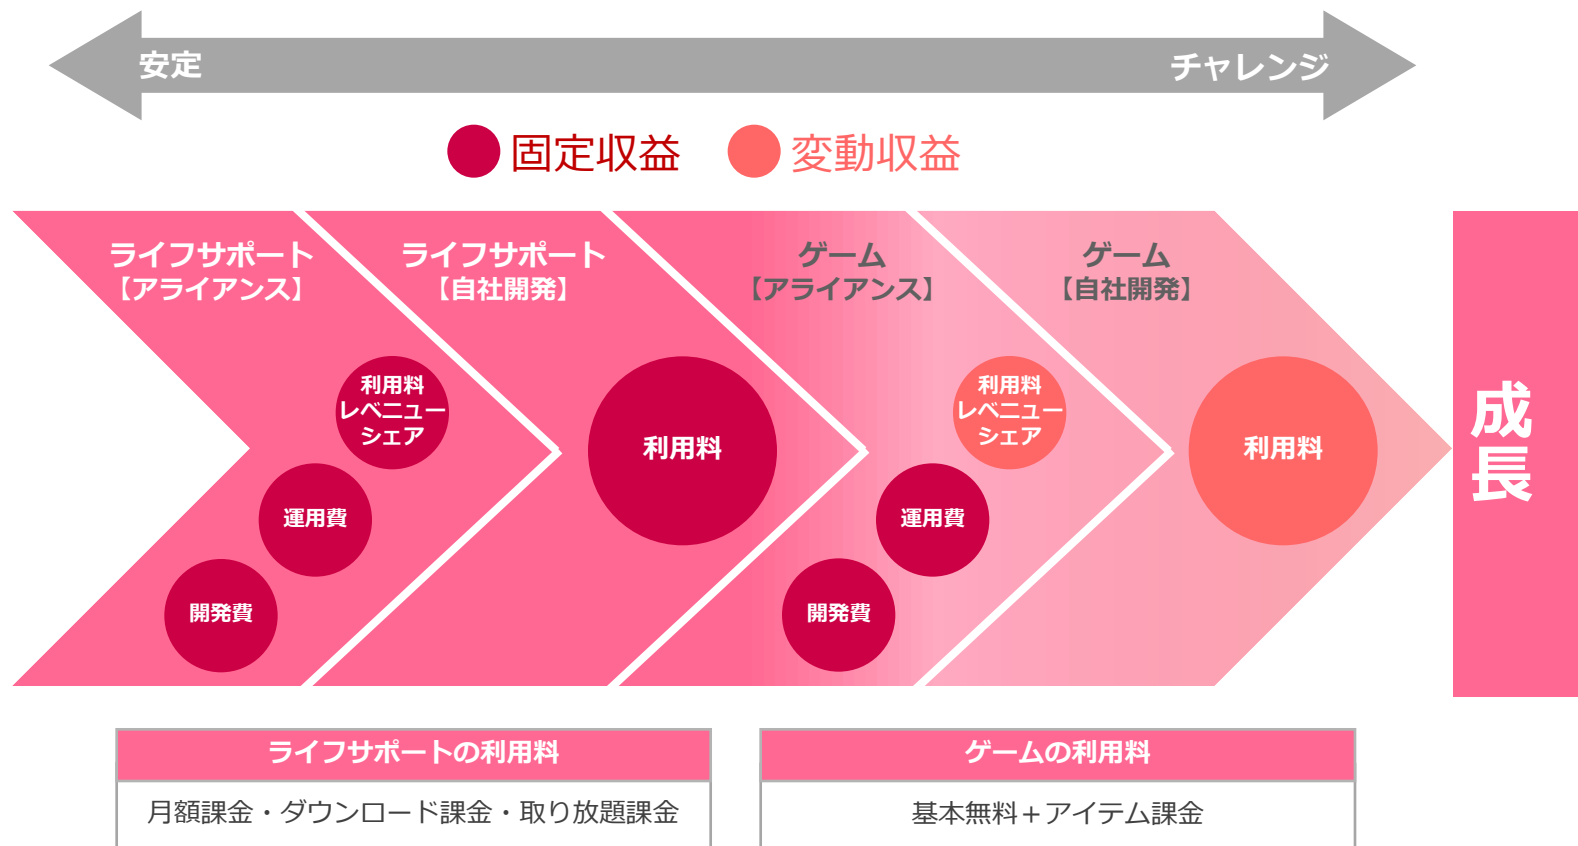 安定
チャレンジ
固定収益
変動収益
ライフサポート
【アライアンス】
ライフサポート
【自社開発】
ゲーム
【アライアンス】
ゲーム
【自社開発】
利用料
レベニュー
シェア
運用費
開発費
利用料
利用料
レベニュー
シェア
運用費
開発費
利用料
成長
ライフサポートの利用料
月額課金・ダウンロード課金・取り放題課金
ゲームの利用料
基本無料＋アイテム課金